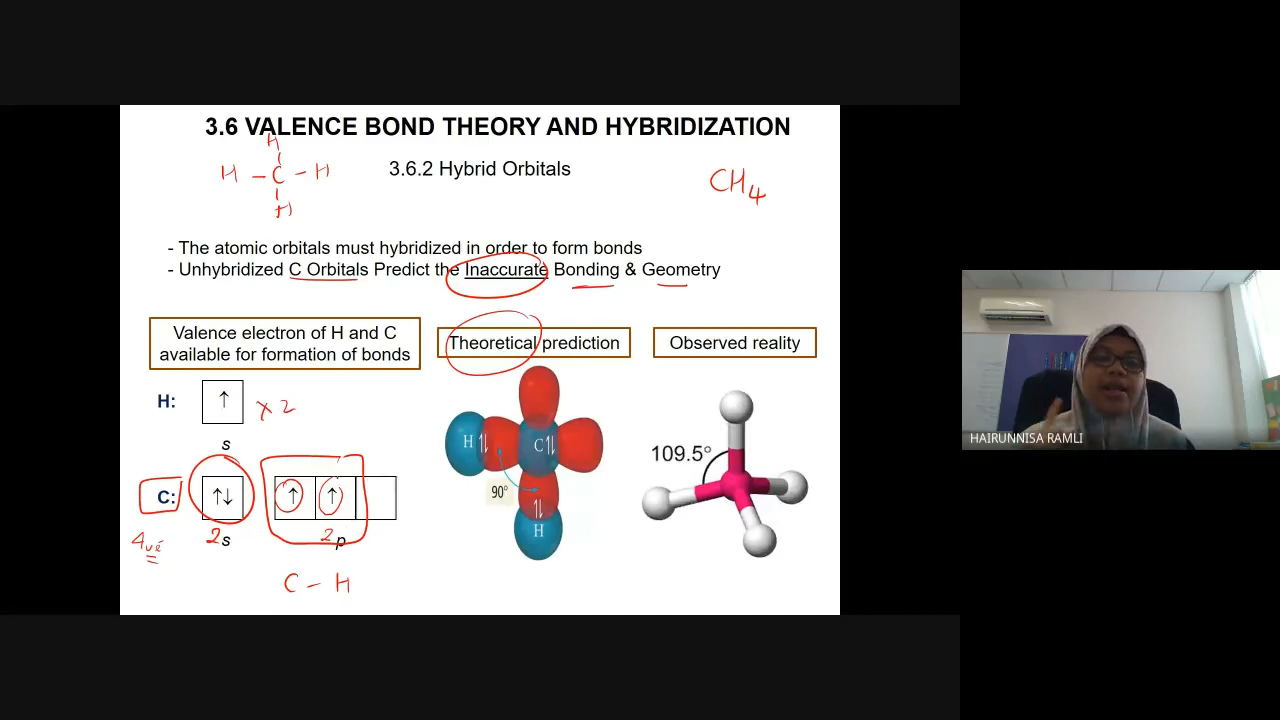 3.6 VALENCE BOND THEORY AND HYBRIDIZATION
H
H – C – H
H
3.6.2 Hybrid Orbitals
CH4
- The atomic orbitals must hybridized in order to form bonds
- Unhybridized C Orbitals Predict the Inaccurate Bonding & Geometry
Valence electron of H and C
available for formation of bonds
Theoretical prediction
Observed reality
H: ↑ x 2
s
C: ↑↓ ↑ ↑
4 ve
2s
2p
C – H
H ↑↓ C ↑↓
90°
↑↓
H
109.5°
HAIRUNNISA RAMLI